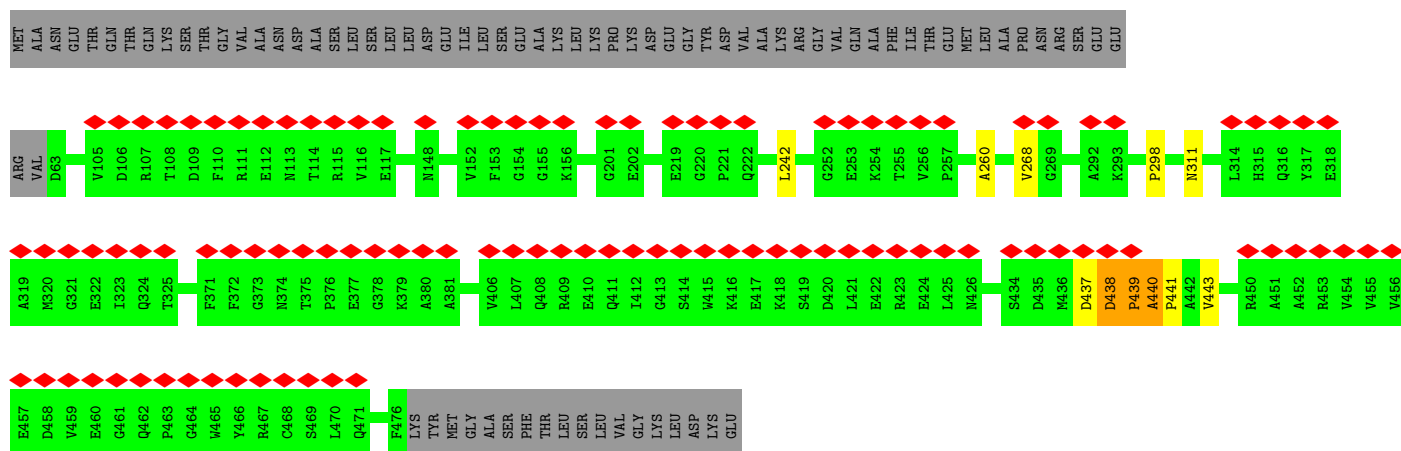 MET ALA ASN GLU THR GLN THR GLN LYS SER THR GLY VAL ALA ASN ASP ALA SER LEU SER LEU LEU ASP GLU ILE LEU SER GLU ALA LYS LEU LYS PRO LYS ASP GLU GLY TYR ASP VAL ALA LYS ARG GLY VAL GLN ALA PHE ILE THR GLU MET LEU ALA PRO ASN ARG SER GLU GLU
ARG VAL D63 V105 D106 R107 T108 D109 F110 R111 E112 N113 T114 R115 V116 E117 N148 V152 F153 G154 G155 K156 G201 E202 E219 G220 P221 Q222 L242 G252 E253 K254 T255 V256 P257 A260 V268 G269 A292 K293 P298 N311 L314 H315 Q316 Y317 E318
A319 M320 G321 E322 I323 Q324 T325 F371 F372 G373 N374 T375 P376 E377 G378 K379 A380 A381 V406 L407 Q408 R409 E410 Q411 I412 G413 S414 W415 K416 E417 K418 S419 D420 L421 E422 R423 E424 L425 N426 S434 D435 M436 D437 D438 P439 A440 P441 A442 V443 R450 A451 A452 R453 V454 V455 V456
E457 D458 V459 E460 G461 Q462 P463 G464 W465 Y466 R467 C468 S469 L470 Q471 F476 LYS TYR MET GLY ALA SER PHE THR LEU SER LEU VAL GLY LYS LEU ASP LYS GLU